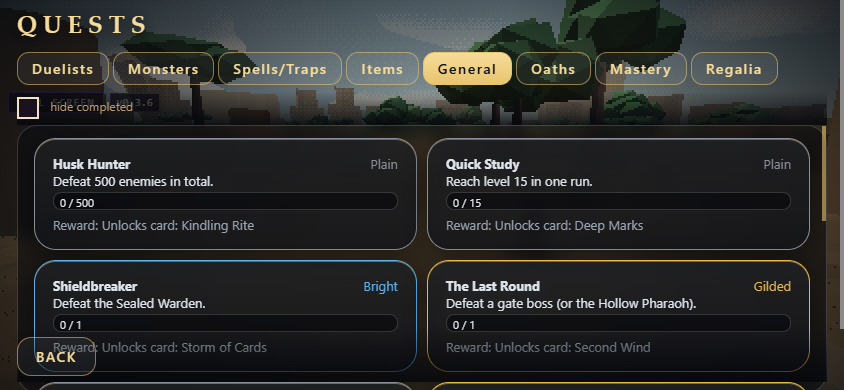 QUESTS
Duelists Monsters Spells/Traps Items General Oaths Mastery Regalia
hide completed
Husk Hunter Plain
Defeat 500 enemies in total.
0 / 500
Reward: Unlocks card: Kindling Rite
Quick Study Plain
Reach level 15 in one run.
0 / 15
Reward: Unlocks card: Deep Marks
Shieldbreaker Bright
Defeat the Sealed Warden.
0 / 1
Reward: Unlocks card: Storm of Cards
The Last Round Gilded
Defeat a gate boss (or the Hollow Pharaoh).
0 / 1
Reward: Unlocks card: Second Wind
BACK